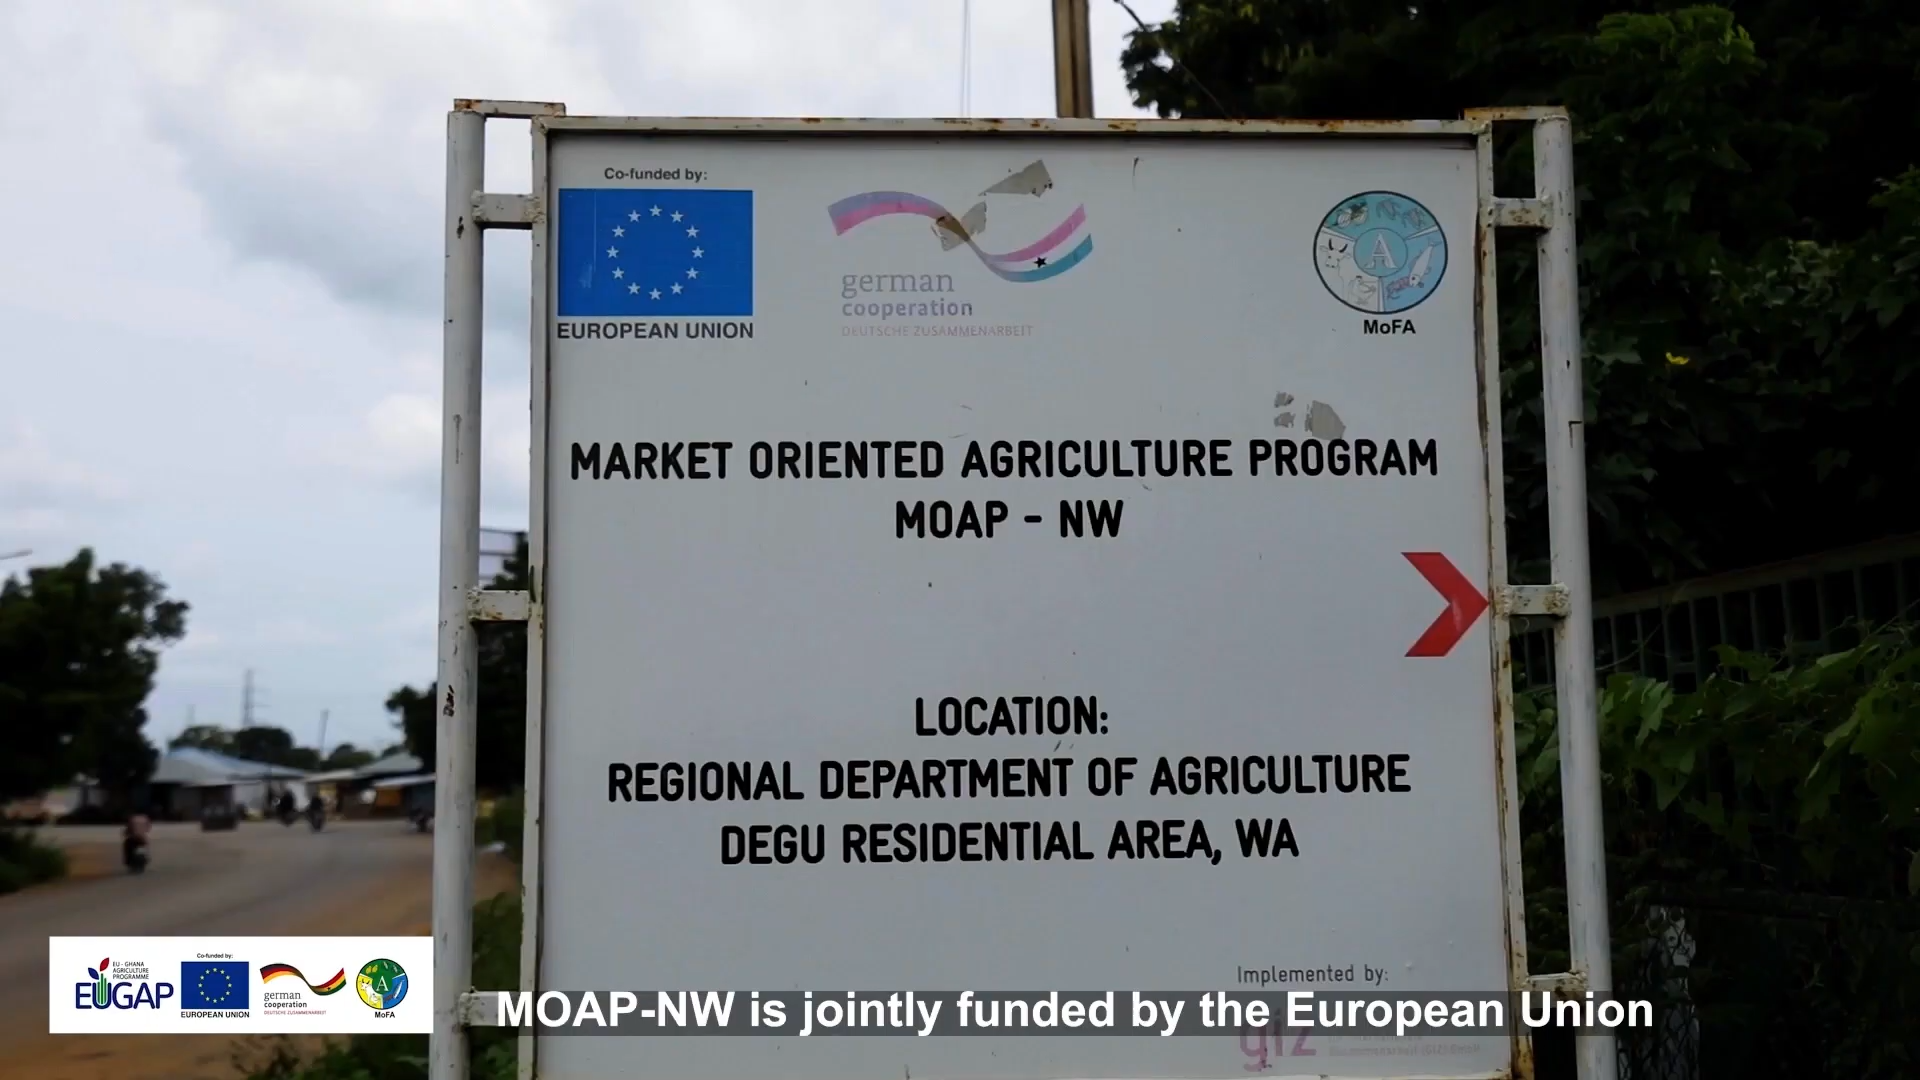 Co-funded by:
EUROPEAN UNION
german
cooperation
DEUTSCHE ZUSAMMENARBEIT
A
MoFA
MARKET ORIENTED AGRICULTURE PROGRAM
MOAP - NW
LOCATION:
REGIONAL DEPARTMENT OF AGRICULTURE
DEGU RESIDENTIAL AREA, WA
Implemented by:
giz
EU - GHANA
AGRICULTURE
PROGRAMME
EUGAP
Co-funded by:
EUROPEAN UNION
german
cooperation
DEUTSCHE ZUSAMMENARBEIT
A
MoFA
MOAP-NW is jointly funded by the European Union